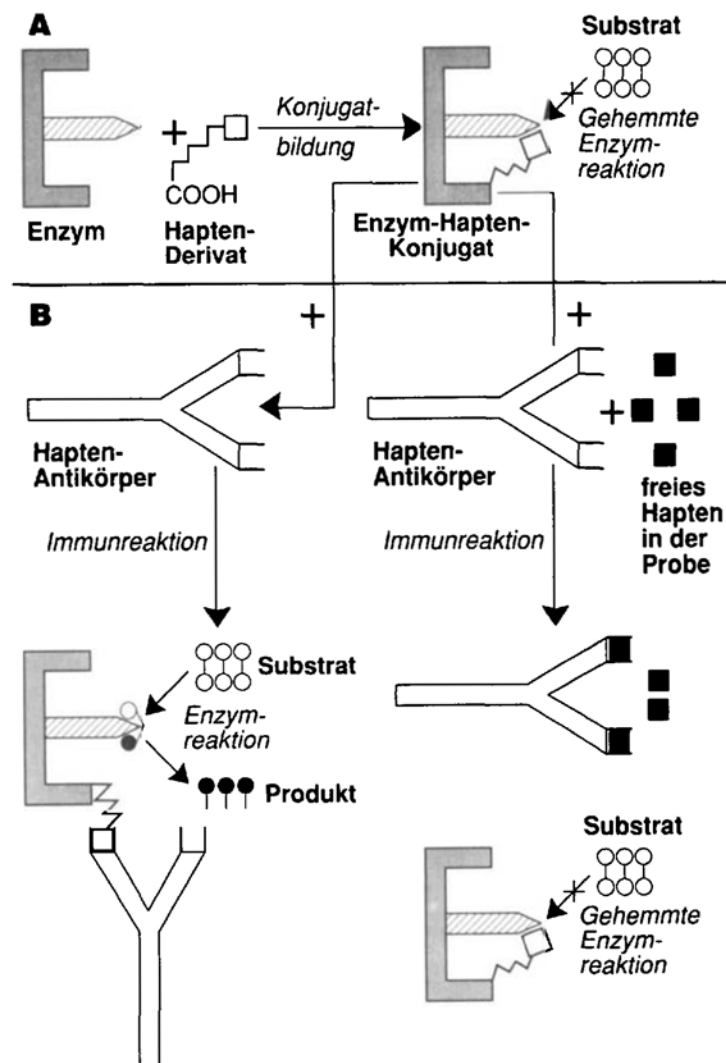 A
Substrat
Konjugat-
bildung
Gehemmte
Enzym-
reaktion
+
COOH
Enzym
Hapten-
Derivat
Enzym-Hapten-
Konjugat
B
+
+
+
Hapten-
Antikörper
Hapten-
Antikörper
freies
Hapten
in der
Probe
Immunreaktion
Immunreaktion
Substrat
Enzym-
reaktion
Produkt
Substrat
Gehemmte
Enzym-
reaktion